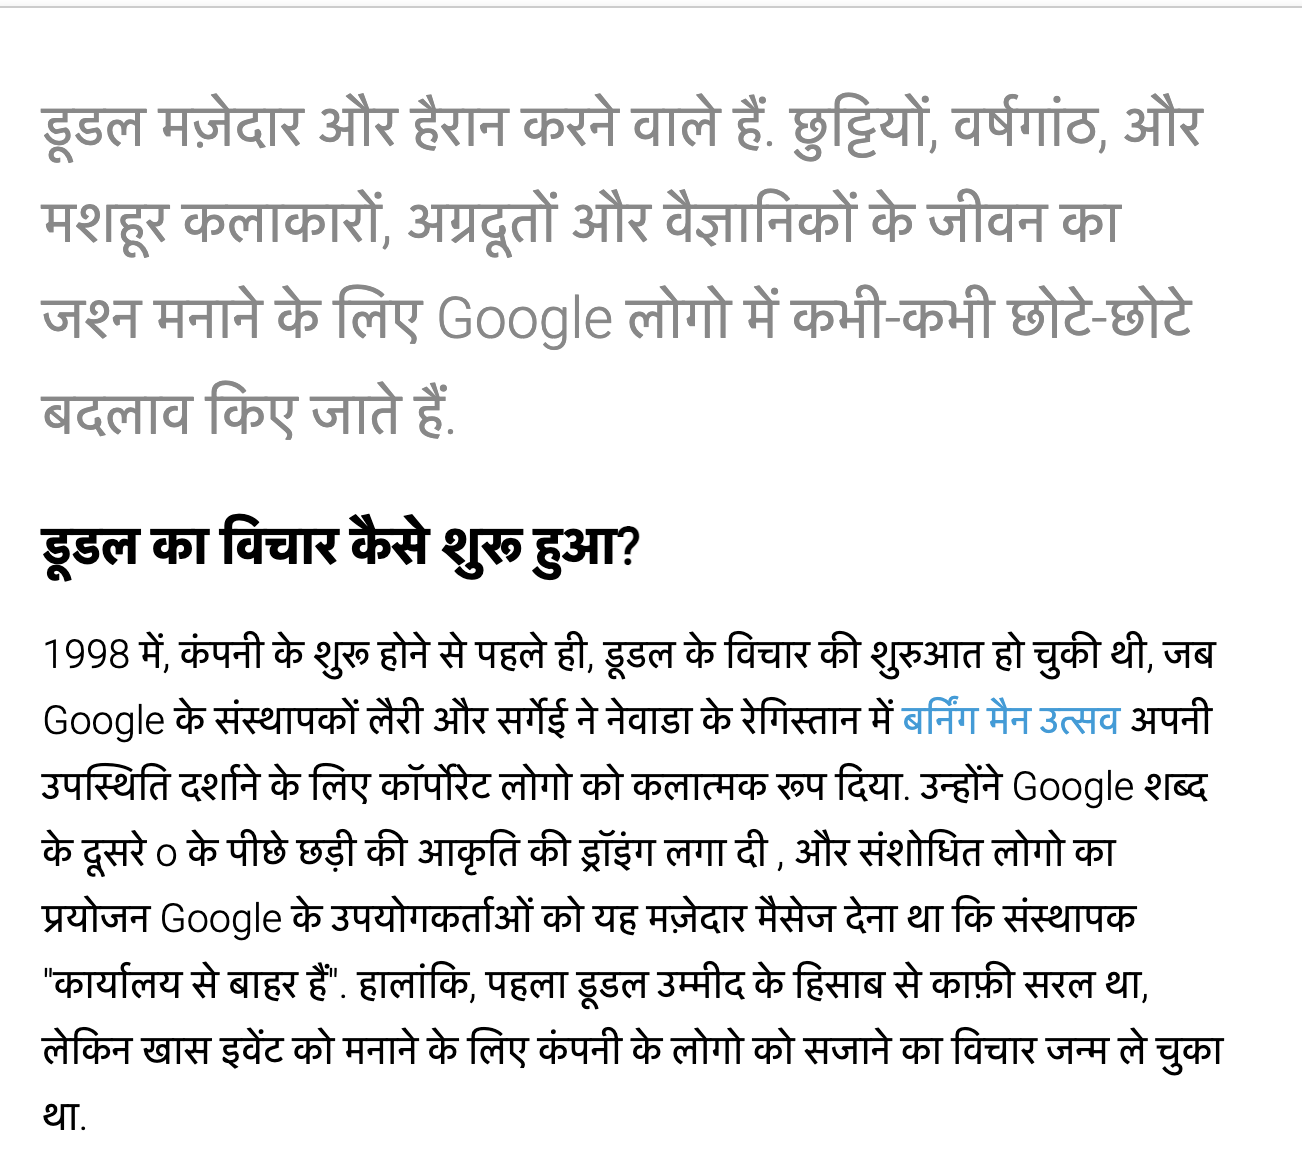 डूडल मज़ेदार और हैरान करने वाले हैं. छुट्टियों, वर्षगांठ, और
मशहूर कलाकारों, अग्रदूतों और वैज्ञानिकों के जीवन का
जश्न मनाने के लिए Google लोगो में कभी-कभी छोटे-छोटे
बदलाव किए जाते हैं.
डूडल का विचार कैसे शुरू हुआ?
1998 में, कंपनी के शुरू होने से पहले ही, डूडल के विचार की शुरुआत हो चुकी थी, जब
Google के संस्थापकों लैरी और सर्गेई ने नेवाडा के रेगिस्तान में बर्निंग मैन उत्सव अपनी
उपस्थिति दर्शाने के लिए कॉर्पोरेट लोगो को कलात्मक रूप दिया. उन्होंने Google शब्द
के दूसरे o के पीछे छड़ी की आकृति की ड्रॉइंग लगा दी , और संशोधित लोगो का
प्रयोजन Google के उपयोगकर्ताओं को यह मज़ेदार मैसेज देना था कि संस्थापक
"कार्यालय से बाहर हैं". हालांकि, पहला डूडल उम्मीद के हिसाब से काफ़ी सरल था,
लेकिन खास इवेंट को मनाने के लिए कंपनी के लोगो को सजाने का विचार जन्म ले चुका
था.